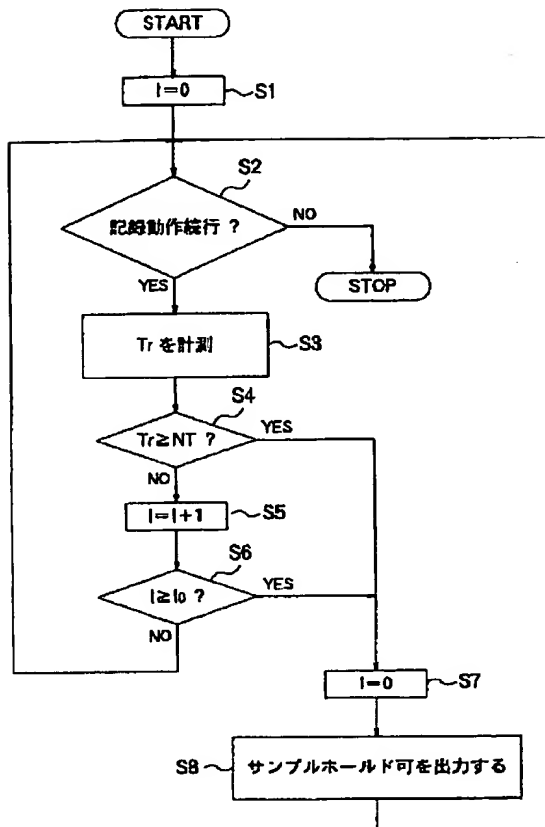 START
I=0
S1
S2
記録動作続行 ?
NO
STOP
YES
Tr を計測
S3
S4
Tr≧NT ?
YES
NO
I=I+1
S5
S6
I≧I0 ?
YES
NO
I=0
S7
S8
サンプルホールド可を出力する